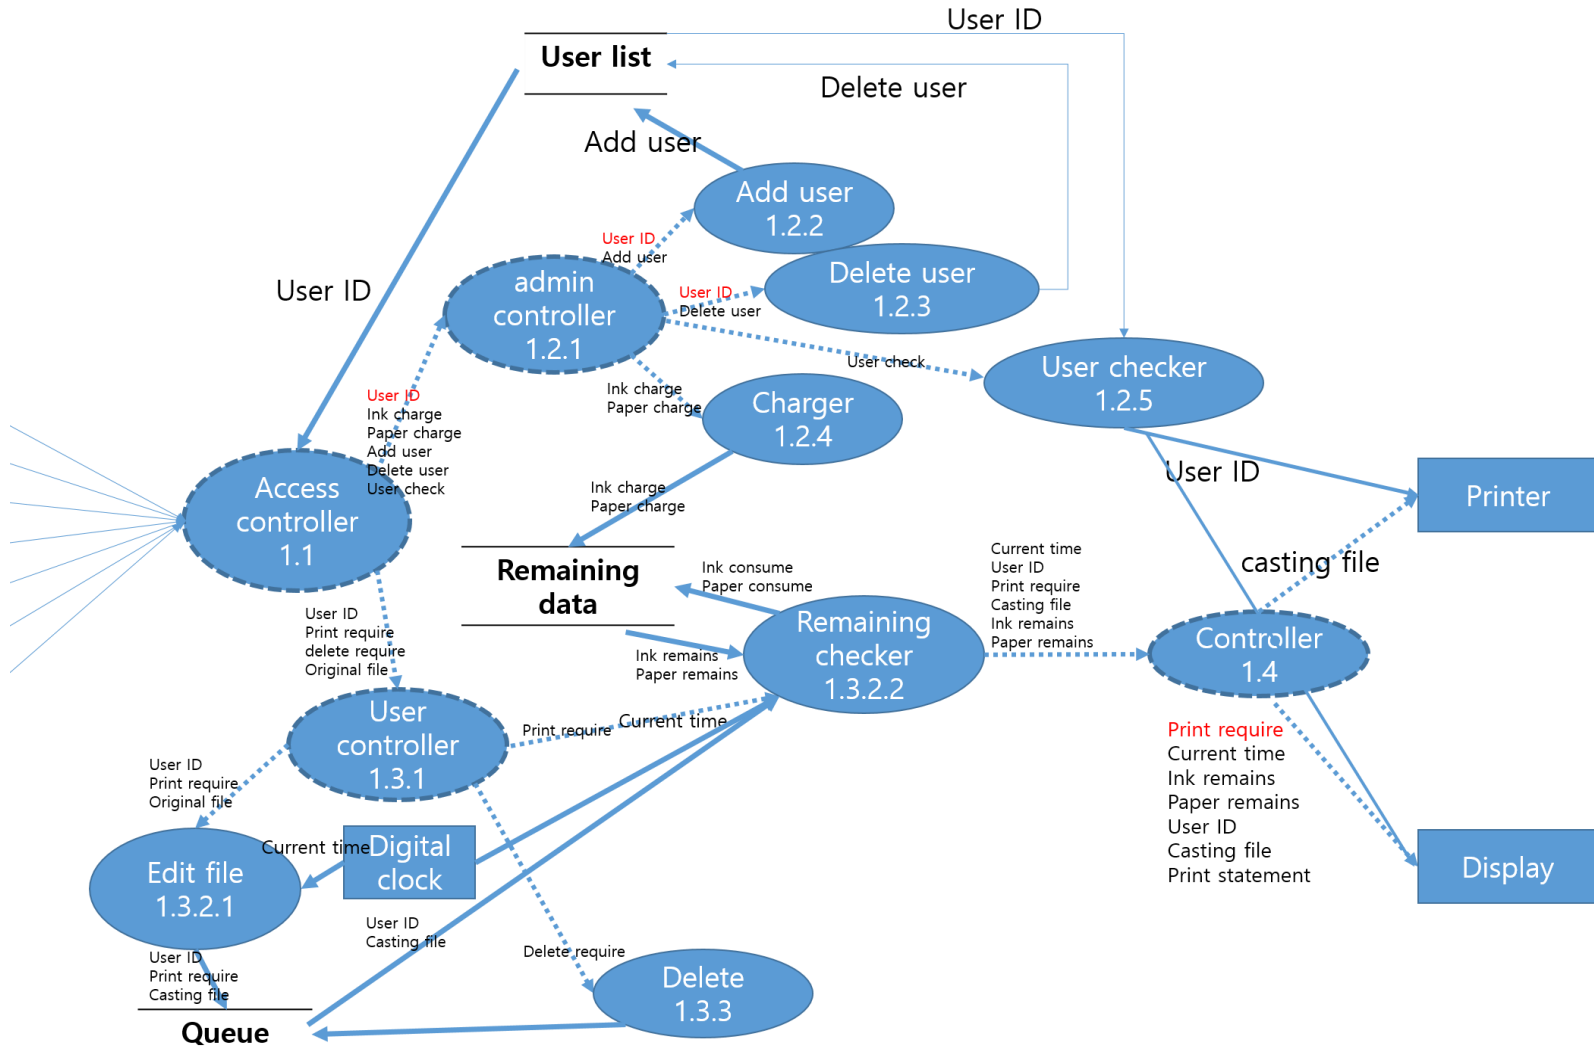 User ID
User list
Delete user
Add user
Add user
1.2.2
User ID
Add user
Delete user
1.2.3
User ID
admin
controller
1.2.1
User ID
Delete user
User check
User checker
1.2.5
Ink charge
Paper charge
Charger
1.2.4
User ID
Ink charge
Paper charge
Add user
Delete user
User check
Access
controller
1.1
User ID
Printer
Ink charge
Paper charge
Remaining
data
Ink consume
Paper consume
Current time
User ID
Print require
Casting file
Ink remains
Paper remains
casting file
User ID
Print require
delete require
Original file
Ink remains
Paper remains
Remaining
checker
1.3.2.2
Controller
1.4
User
controller
1.3.1
Print require
Current time
Print require
Current time
Ink remains
Paper remains
User ID
Casting file
Print statement
User ID
Print require
Original file
Current time
Digital
clock
Edit file
1.3.2.1
Display
User ID
Casting file
Delete require
User ID
Print require
Casting file
Delete
1.3.3
Queue